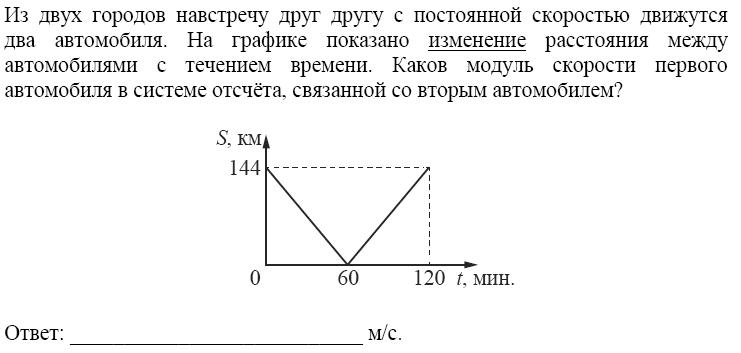 Из двух городов навстречу друг другу с постоянной скоростью движутся
два автомобиля. На графике показано изменение расстояния между
автомобилями с течением времени. Каков модуль скорости первого
автомобиля в системе отсчёта, связанной со вторым автомобилем?
S, км
144
0 60 120 t, мин.
Ответ: ____________________________ м/с.